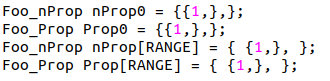 Foo_nProp nProp0 = {{1,},};
Foo_Prop Prop0 = {{1,},};
Foo_nProp nProp[RANGE] = { {1,}, };
Foo_Prop Prop[RANGE] = { {1,}, };